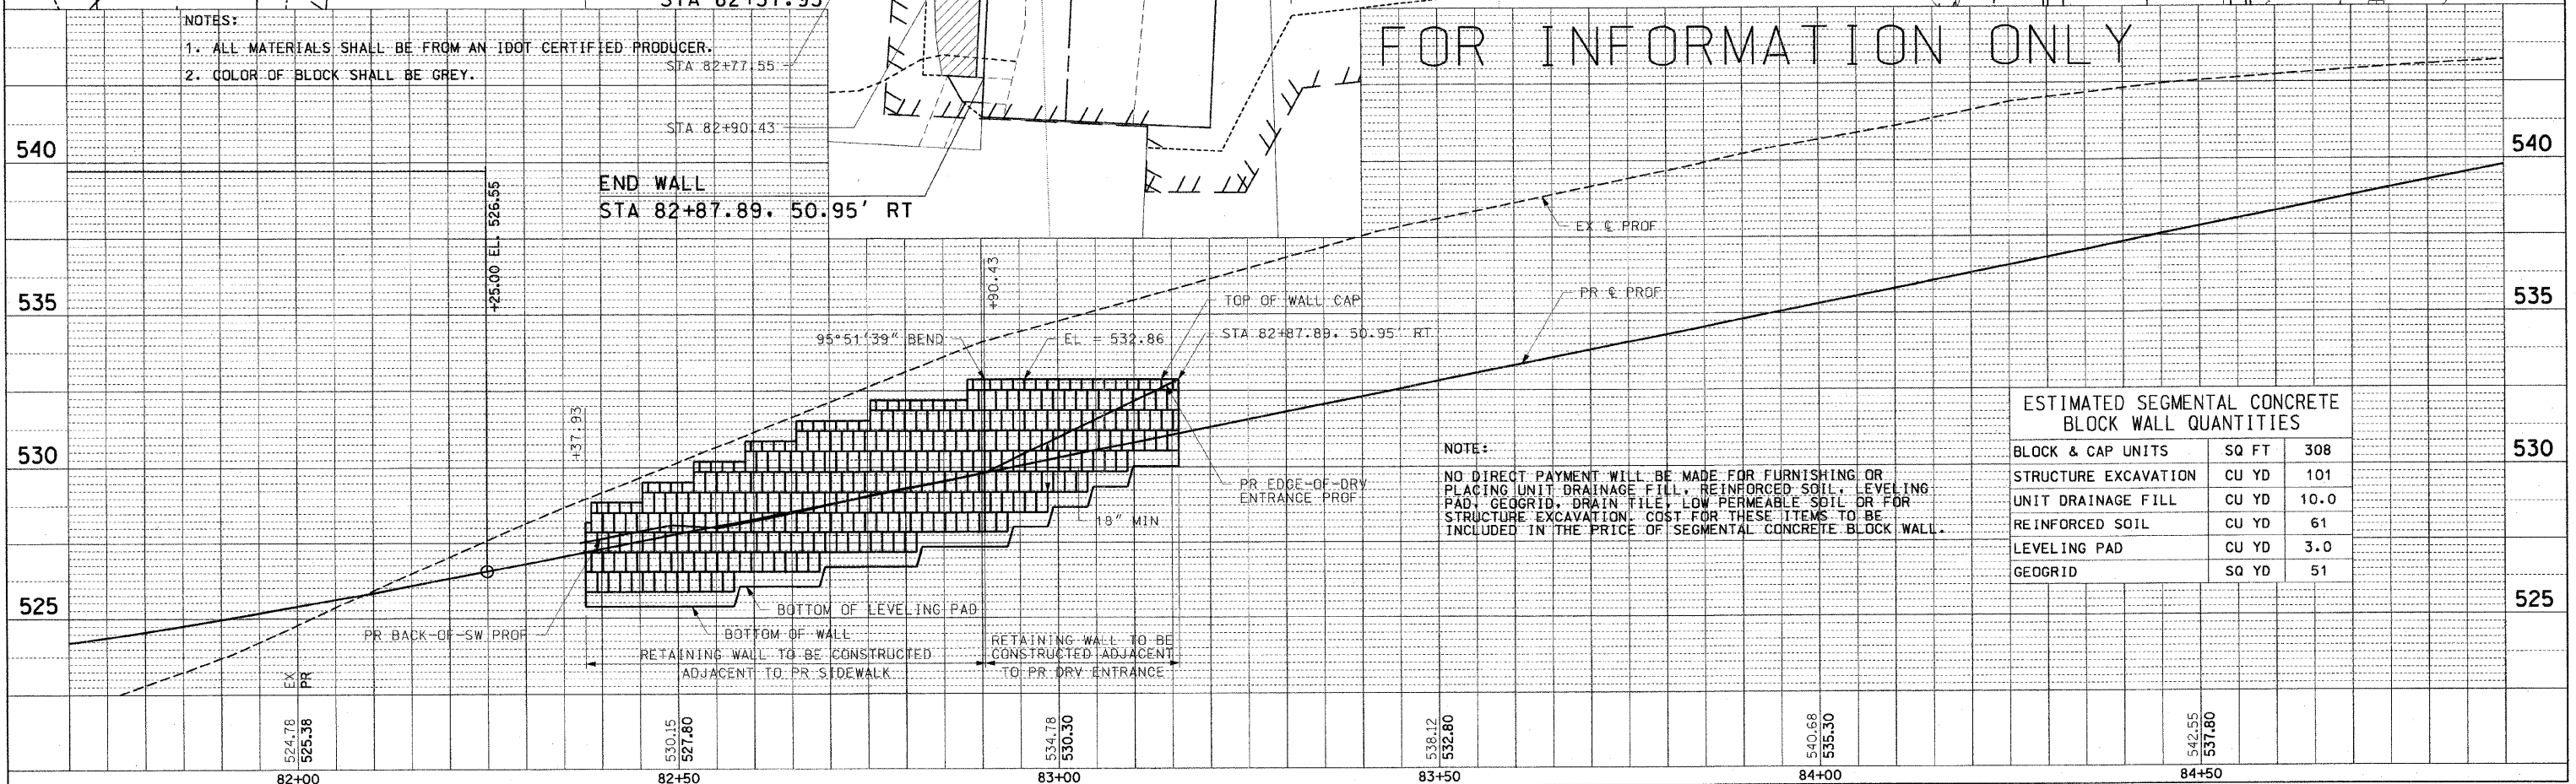 STA 82+37.93
NOTES:
1. ALL MATERIALS SHALL BE FROM AN IDOT CERTIFIED PRODUCER.
2. COLOR OF BLOCK SHALL BE GREY.
STA 82+77.55
STA 82+90.43
END WALL
STA 82+87.89, 50.95' RT
FOR INFORMATION ONLY
540
535
530
525
540
535
530
525
+25.00 EL. 526.55
+37.93
+90.43
95°51'39" BEND
EL = 532.86
TOP OF WALL CAP
STA 82+87.89, 50.95' RT
EX ℄ PROF
PR ℄ PROF
PR EDGE-OF-DRV
ENTRANCE PROF
18" MIN
BOTTOM OF LEVELING PAD
BOTTOM OF WALL
PR BACK-OF-SW PROF
RETAINING WALL TO BE CONSTRUCTED
ADJACENT TO PR SIDEWALK
RETAINING WALL TO BE
CONSTRUCTED ADJACENT
TO PR DRV ENTRANCE
NOTE:
NO DIRECT PAYMENT WILL BE MADE FOR FURNISHING OR
PLACING UNIT DRAINAGE FILL, REINFORCED SOIL, LEVELING
PAD, GEOGRID, DRAIN TILE, LOW PERMEABLE SOIL OR FOR
STRUCTURE EXCAVATION. COST FOR THESE ITEMS TO BE
INCLUDED IN THE PRICE OF SEGMENTAL CONCRETE BLOCK WALL.
ESTIMATED SEGMENTAL CONCRETE
BLOCK WALL QUANTITIES
BLOCK & CAP UNITS SQ FT 308
STRUCTURE EXCAVATION CU YD 101
UNIT DRAINAGE FILL CU YD 10.0
REINFORCED SOIL CU YD 61
LEVELING PAD CU YD 3.0
GEOGRID SQ YD 51
EX
PR
524.78
525.38
530.15
527.80
534.78
530.30
538.12
532.80
540.68
535.30
542.55
537.80
82+00
82+50
83+00
83+50
84+00
84+50